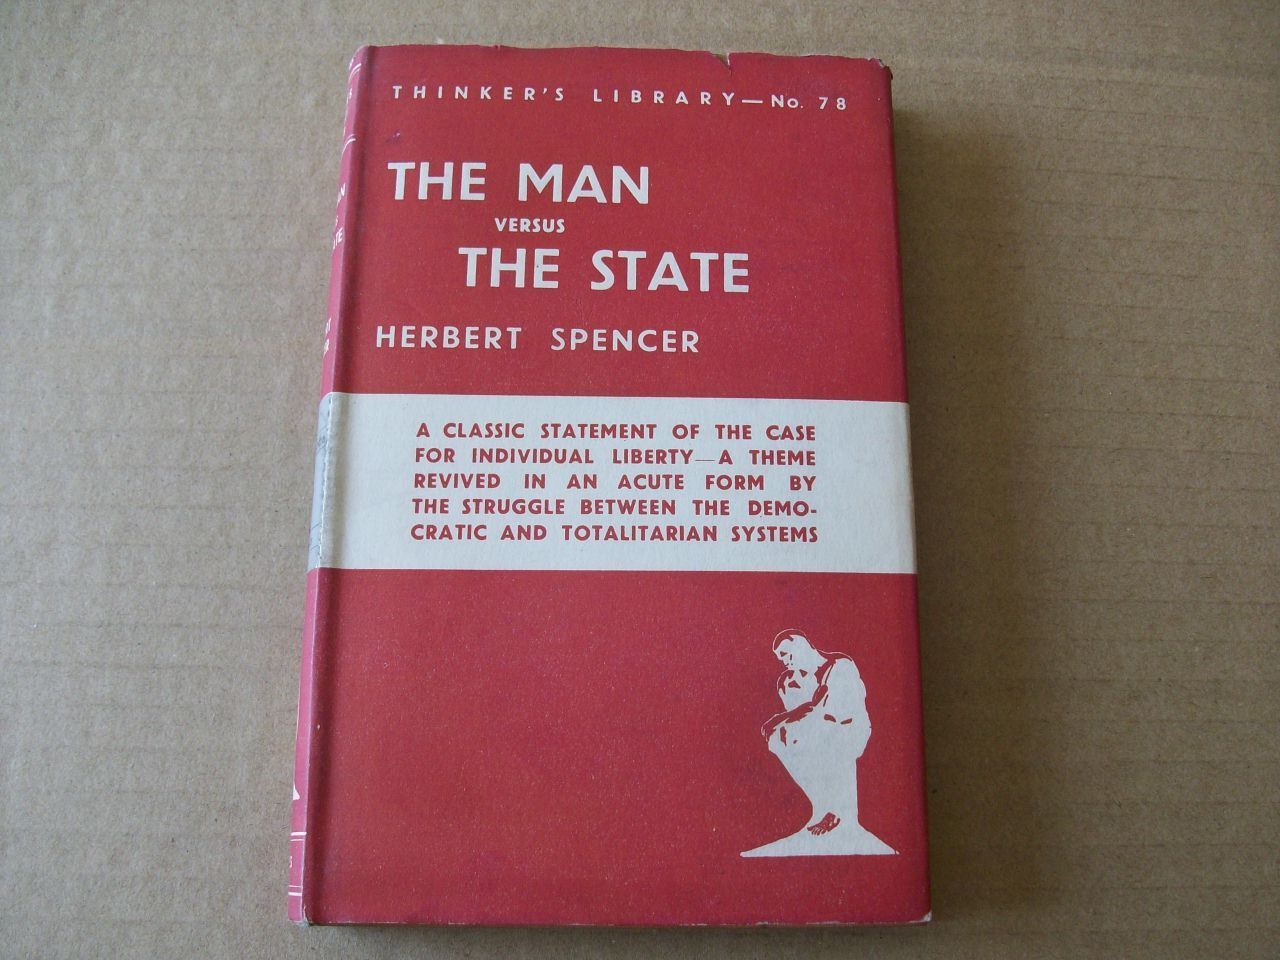 THINKER'S LIBRARY—No. 78
THE MAN
VERSUS
THE STATE
HERBERT SPENCER
A CLASSIC STATEMENT OF THE CASE
FOR INDIVIDUAL LIBERTY—A THEME
REVIVED IN AN ACUTE FORM BY
THE STRUGGLE BETWEEN THE DEMO-
CRATIC AND TOTALITARIAN SYSTEMS